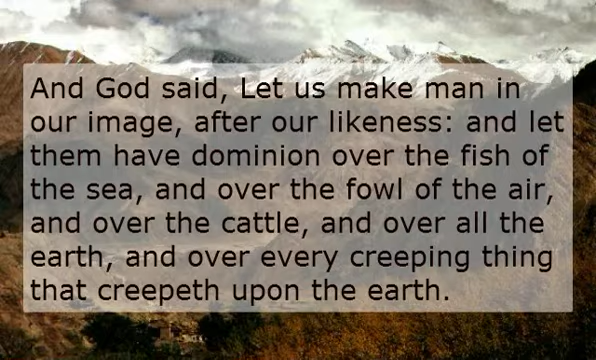 And God said, Let us make man in
our image, after our likeness: and let
them have dominion over the fish of
the sea, and over the fowl of the air,
and over the cattle, and over all the
earth, and over every creeping thing
that creepeth upon the earth.